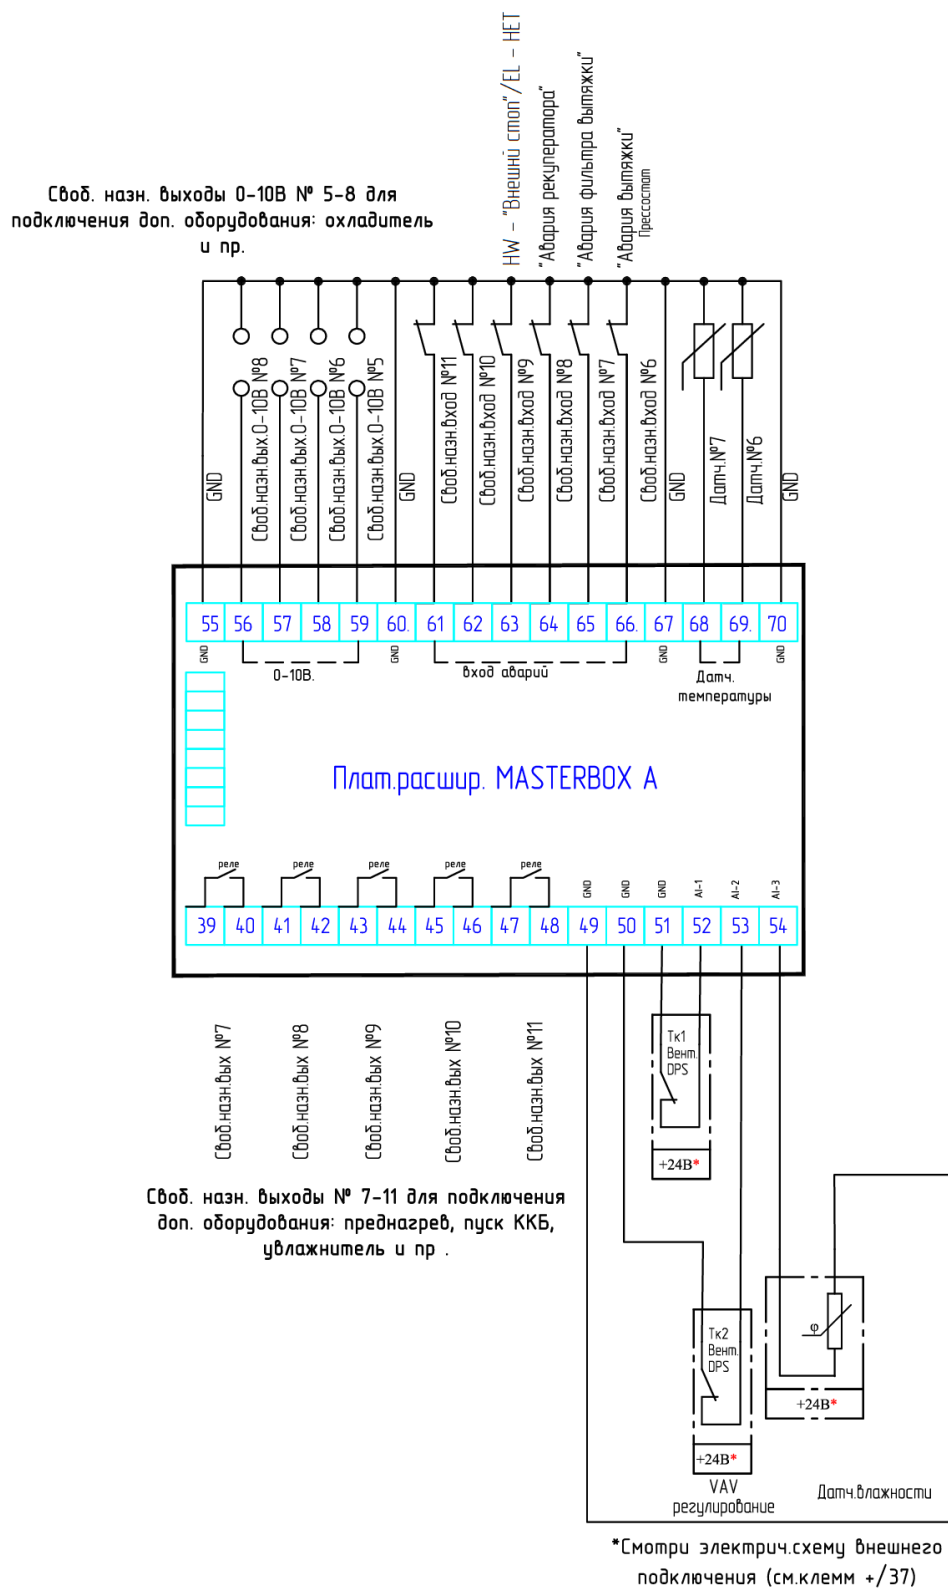 HW - "Внешний стоп"/EL - НЕТ
"Авария рекуператора"
"Авария фильтра вытяжки"
"Авария вытяжки"
Прессостат
Своб. назн. выходы 0-10В № 5-8 для
подключения доп. оборудования: охладитель
и пр.
GND
Своб.назн.вых.0-10В №8
Своб.назн.вых.0-10В №7
Своб.назн.вых.0-10В №6
Своб.назн.вых.0-10В №5
GND
Своб.назн.вход №11
Своб.назн.вход №10
Своб.назн.вход №9
Своб.назн.вход №8
Своб.назн.вход №7
Своб.назн.вход №6
GND
Датч.№7
Датч.№6
GND
55 56 57 58 59 60. 61 62 63 64 65 66. 67 68 69. 70
GND
0-10В.
GND
вход аварий
GND
Датч.
температуры
GND
Плат.расшир. MASTERBOX A
реле реле реле реле реле
GND GND GND AI-1 AI-2 AI-3
39 40 41 42 43 44 45 46 47 48 49 50 51 52 53 54
Своб.назн.вых №7
Своб.назн.вых №8
Своб.назн.вых №9
Своб.назн.вых №10
Своб.назн.вых №11
Тк1
Вент.
DPS
+24В*
Своб. назн. выходы № 7-11 для подключения
доп. оборудования: преднагрев, пуск ККБ,
увлажнитель и пр .
Тк2
Вент.
DPS
+24В*
VAV
регулирование
φ
+24В*
Датч.влажности
*Смотри электрич.схему внешнего
подключения (см.клемм +/37)